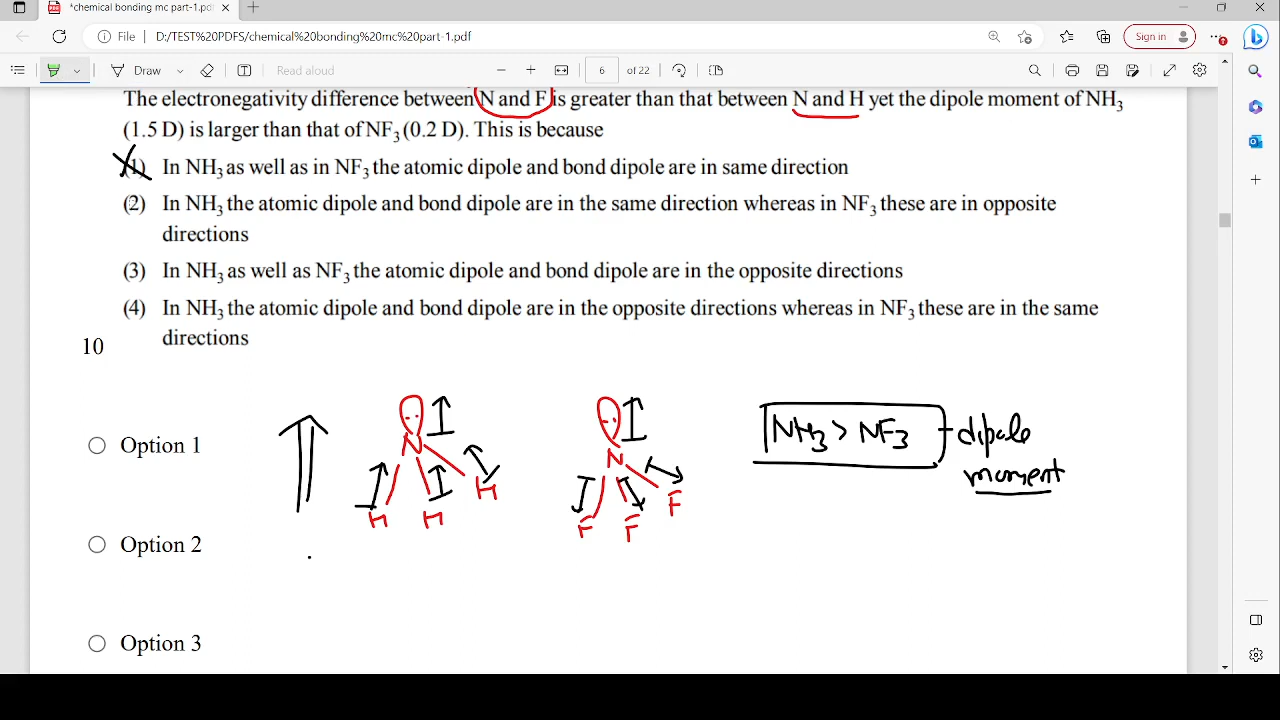 *chemical bonding mc part-1.pdf
File
D:/TEST%20PDFS/chemical%20bonding%20mc%20part-1.pdf
Sign in
Draw
Read aloud
6 of 22
The electronegativity difference between N and F is greater than that between N and H yet the dipole moment of NH3
(1.5 D) is larger than that of NF3 (0.2 D). This is because
(1) In NH3 as well as in NF3 the atomic dipole and bond dipole are in same direction
(2) In NH3 the atomic dipole and bond dipole are in the same direction whereas in NF3 these are in opposite
directions
(3) In NH3 as well as NF3 the atomic dipole and bond dipole are in the opposite directions
(4) In NH3 the atomic dipole and bond dipole are in the opposite directions whereas in NF3 these are in the same
directions
10
Option 1
N
H H H
N
F F F
NH3 > NF3 - dipole
moment
Option 2
Option 3